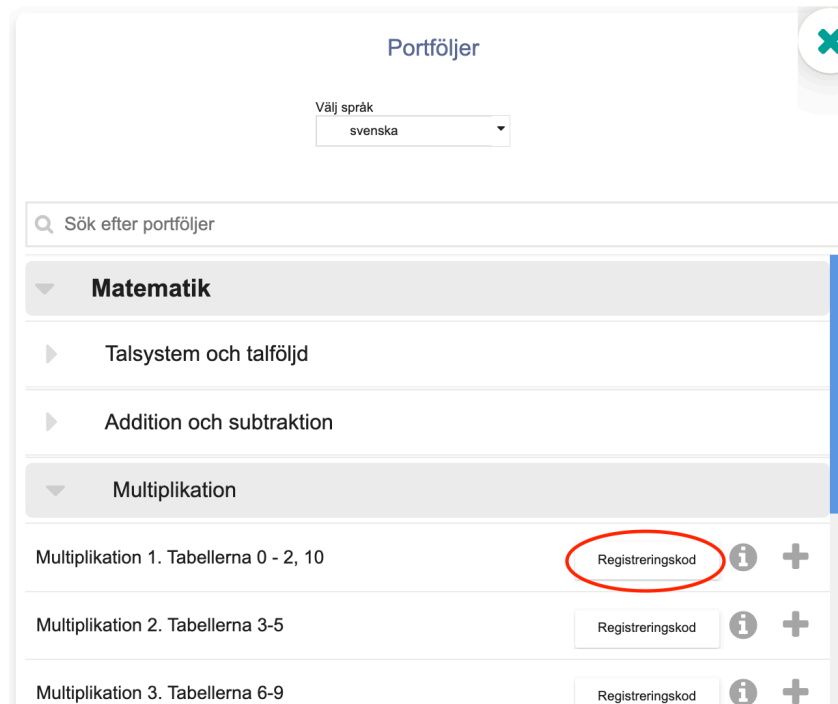 Portföljer
Välj språk
svenska
Sök efter portföljer
Matematik
Talsystem och talföljd
Addition och subtraktion
Multiplikation
Multiplikation 1. Tabellerna 0 - 2, 10 Registreringskod
Multiplikation 2. Tabellerna 3-5 Registreringskod
Multiplikation 3. Tabellerna 6-9 Registreringskod